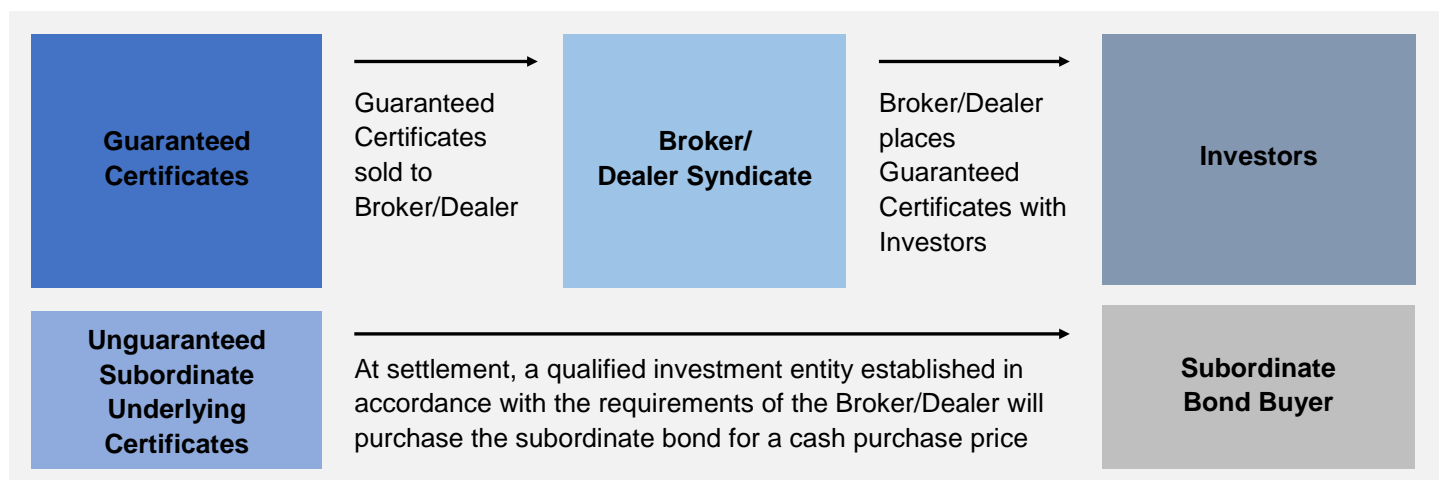 Guaranteed
Certificates
Guaranteed
Certificates
sold to
Broker/Dealer
Broker/
Dealer Syndicate
Broker/Dealer
places
Guaranteed
Certificates with
Investors
Investors
Unguaranteed
Subordinate
Underlying
Certificates
At settlement, a qualified investment entity established in
accordance with the requirements of the Broker/Dealer will
purchase the subordinate bond for a cash purchase price
Subordinate
Bond Buyer